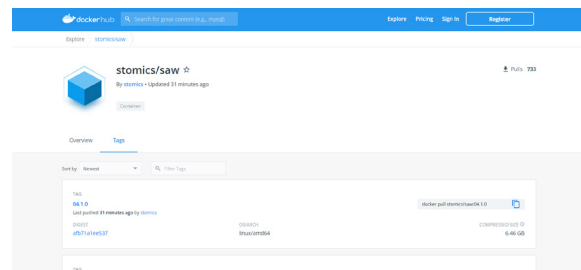 dockerhub
Search for great content (e.g., mysql)
Explore
Pricing
Sign In
Register
Explore
stomics/saw
stomics/saw
Pulls 733
By stomics • Updated 31 minutes ago
Container
Overview
Tags
Sort by
Newest
Filter Tags
TAG
04.1.0
docker pull stomics/saw:04.1.0
Last pushed 31 minutes ago by stomics
DIGEST
OS/ARCH
COMPRESSED SIZE
afb71a1ee537
linux/amd64
6.46 GB
TAG